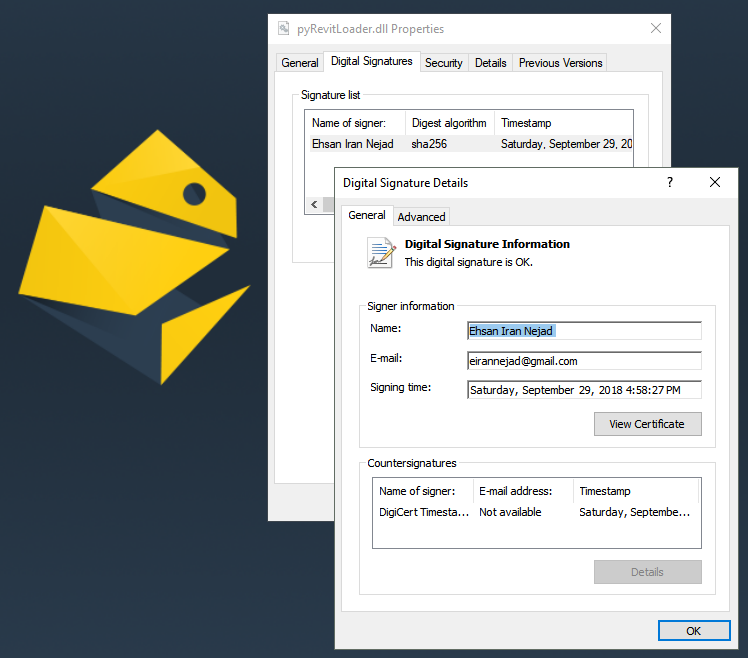 pyRevitLoader.dll Properties
General Digital Signatures Security Details Previous Versions
Signature list
Name of signer: Digest algorithm Timestamp
Ehsan Iran Nejad sha256 Saturday, September 29, 20
Digital Signature Details
?
General Advanced
Digital Signature Information
This digital signature is OK.
Signer information
Name: Ehsan Iran Nejad
E-mail: eirannejad@gmail.com
Signing time: Saturday, September 29, 2018 4:58:27 PM
View Certificate
Countersignatures
Name of signer: E-mail address: Timestamp
DigiCert Timesta... Not available Saturday, Septembe...
Details
OK